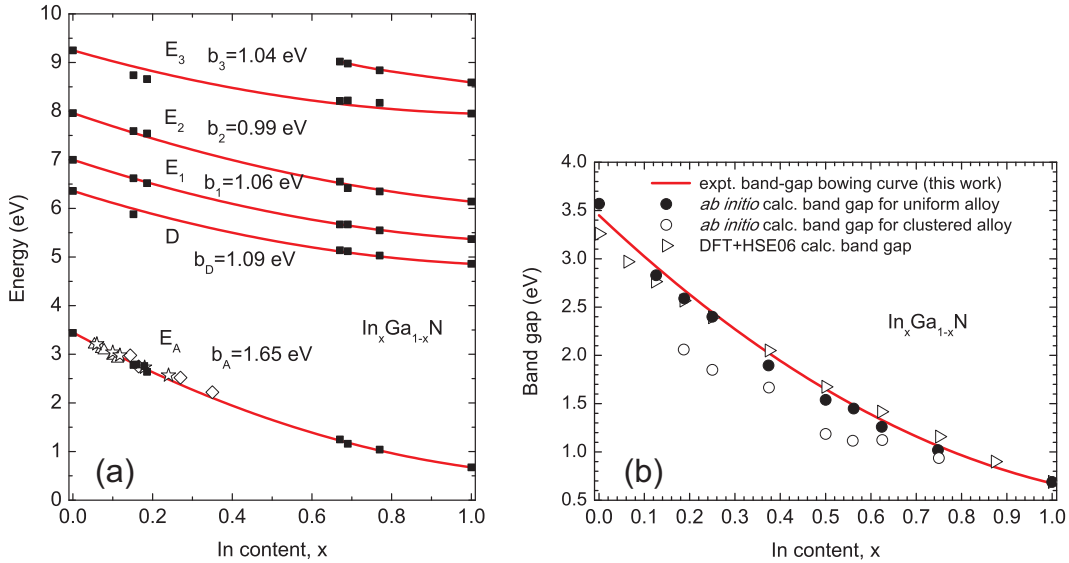 10
9
8
7
6
5
4
3
2
1
0
Energy (eV)
E3
b3=1.04 eV
E2
b2=0.99 eV
E1
b1=1.06 eV
D
bD=1.09 eV
InxGa1-xN
EA
bA=1.65 eV
(a)
0.0 0.2 0.4 0.6 0.8 1.0
In content, x
4.0
3.5
3.0
2.5
2.0
1.5
1.0
0.5
Band gap (eV)
expt. band-gap bowing curve (this work)
ab initio calc. band gap for uniform alloy
ab initio calc. band gap for clustered alloy
DFT+HSE06 calc. band gap
InxGa1-xN
(b)
0.0 0.1 0.2 0.3 0.4 0.5 0.6 0.7 0.8 0.9 1.0
In content, x